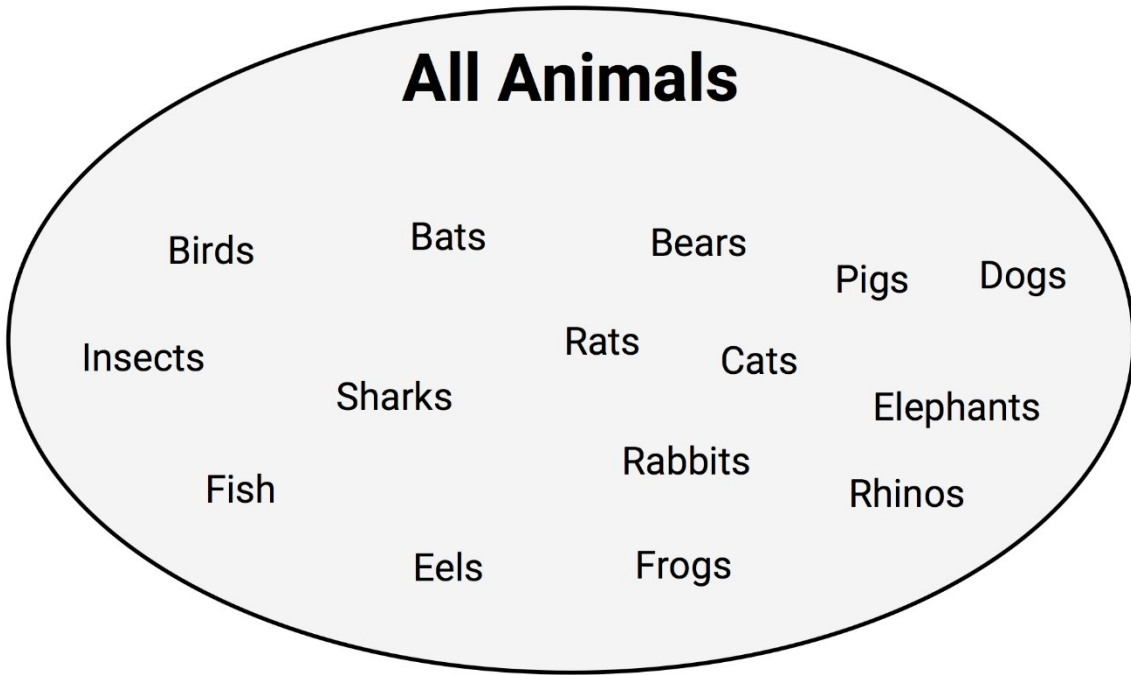 All Animals
Birds
Bats
Bears
Pigs
Dogs
Insects
Rats
Cats
Sharks
Elephants
Rabbits
Fish
Rhinos
Eels
Frogs